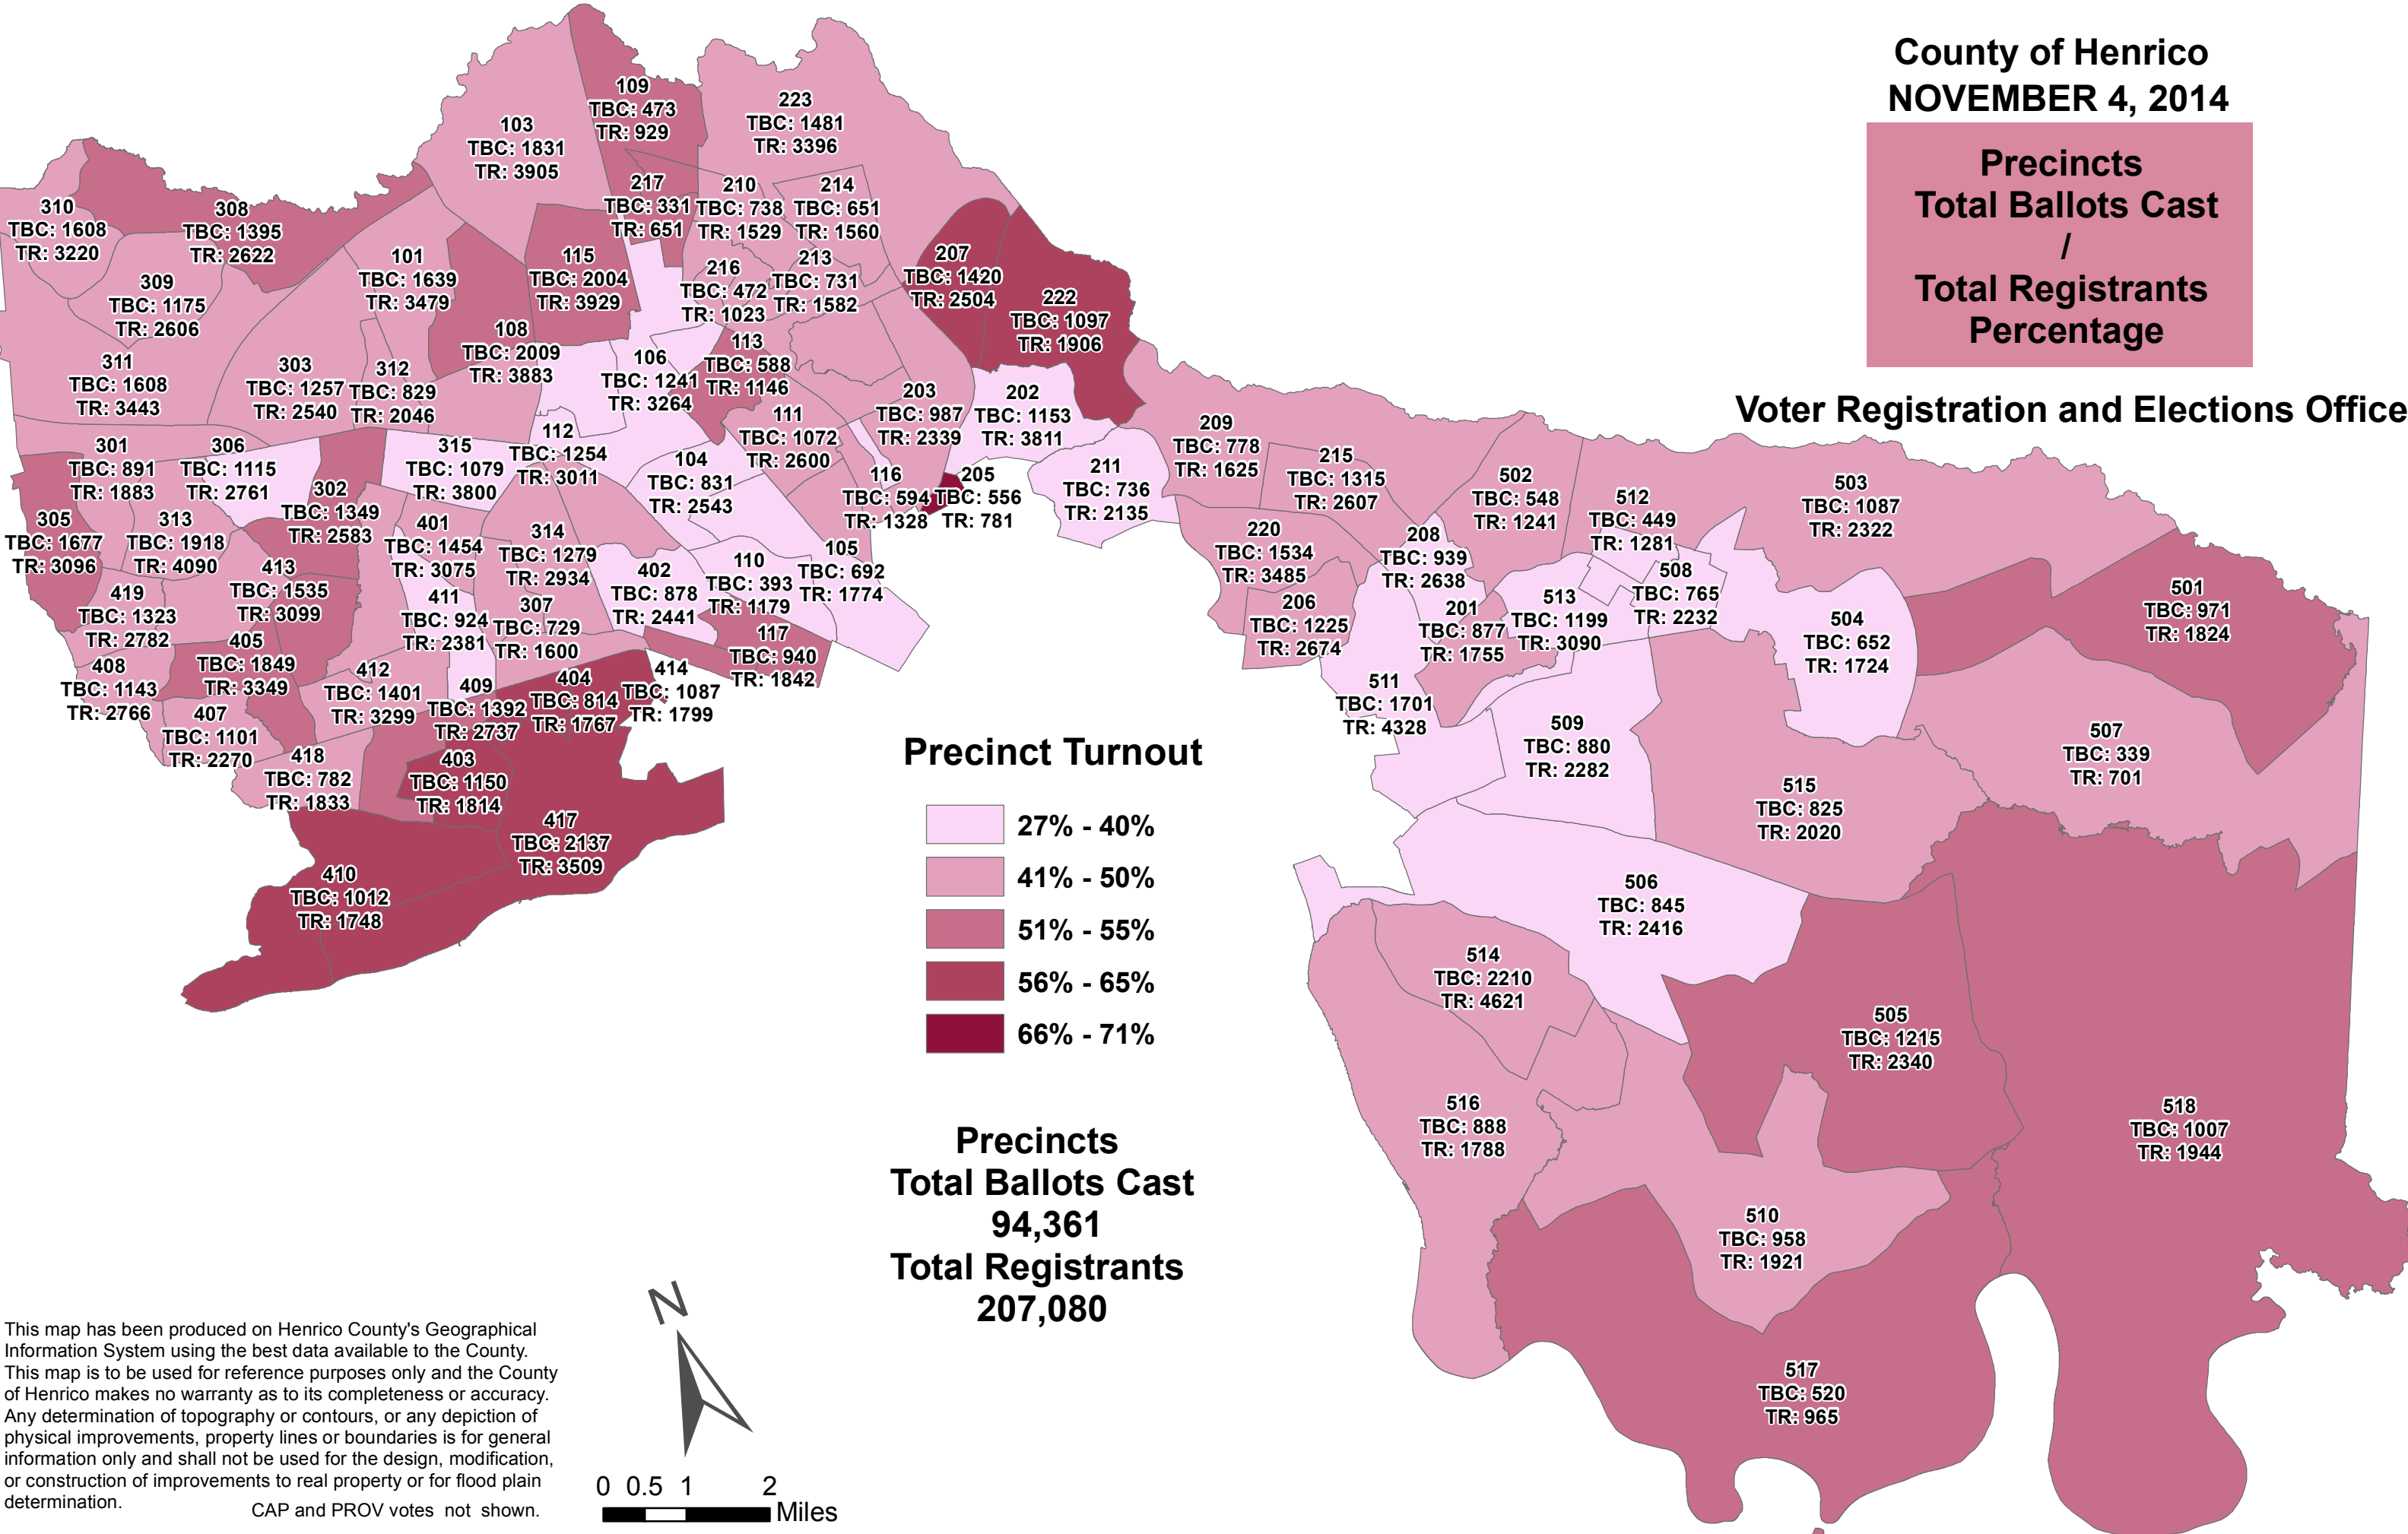 County of Henrico
NOVEMBER 4, 2014
Precincts
Total Ballots Cast
/
Total Registrants
Percentage
Voter Registration and Elections Office
109
TBC: 473
TR: 929
223
TBC: 1481
TR: 3396
103
TBC: 1831
TR: 3905
217
TBC: 331
TR: 651
210
TBC: 738
TR: 1529
214
TBC: 651
TR: 1560
310
TBC: 1608
TR: 3220
308
TBC: 1395
TR: 2622
101
TBC: 1639
TR: 3479
115
TBC: 2004
TR: 3929
216
TBC: 472
TR: 1023
213
TBC: 731
TR: 1582
207
TBC: 1420
TR: 2504
309
TBC: 1175
TR: 2606
222
TBC: 1097
TR: 1906
108
TBC: 2009
TR: 3883
113
TBC: 588
TR: 1146
106
TBC: 1241
TR: 3264
311
TBC: 1608
TR: 3443
303
TBC: 1257
TR: 2540
312
TBC: 829
TR: 2046
203
TBC: 987
TR: 2339
202
TBC: 1153
TR: 3811
111
TBC: 1072
TR: 2600
209
TBC: 778
TR: 1625
112
TBC: 1254
TR: 3011
301
TBC: 891
TR: 1883
306
TBC: 1115
TR: 2761
315
TBC: 1079
TR: 3800
104
TBC: 831
TR: 2543
116
TBC: 594
TR: 1328
205
TBC: 556
TR: 781
211
TBC: 736
TR: 2135
215
TBC: 1315
TR: 2607
502
TBC: 548
TR: 1241
512
TBC: 449
TR: 1281
503
TBC: 1087
TR: 2322
302
TBC: 1349
TR: 2583
305
TBC: 1677
TR: 3096
313
TBC: 1918
TR: 4090
401
TBC: 1454
TR: 3075
314
TBC: 1279
TR: 2934
220
TBC: 1534
TR: 3485
208
TBC: 939
TR: 2638
105
TBC: 692
TR: 1774
110
TBC: 393
TR: 1179
402
TBC: 878
TR: 2441
413
TBC: 1535
TR: 3099
508
TBC: 765
TR: 2232
501
TBC: 971
TR: 1824
419
TBC: 1323
TR: 2782
411
TBC: 924
TR: 2381
307
TBC: 729
TR: 1600
206
TBC: 1225
TR: 2674
201
TBC: 877
TR: 1755
513
TBC: 1199
TR: 3090
504
TBC: 652
TR: 1724
117
TBC: 940
TR: 1842
405
TBC: 1849
TR: 3349
408
TBC: 1143
TR: 2766
412
TBC: 1401
TR: 3299
409
TBC: 1392
TR: 2737
404
TBC: 814
TR: 1767
414
TBC: 1087
TR: 1799
511
TBC: 1701
TR: 4328
407
TBC: 1101
TR: 2270
509
TBC: 880
TR: 2282
507
TBC: 339
TR: 701
418
TBC: 782
TR: 1833
403
TBC: 1150
TR: 1814
515
TBC: 825
TR: 2020
417
TBC: 2137
TR: 3509
410
TBC: 1012
TR: 1748
506
TBC: 845
TR: 2416
514
TBC: 2210
TR: 4621
505
TBC: 1215
TR: 2340
516
TBC: 888
TR: 1788
518
TBC: 1007
TR: 1944
510
TBC: 958
TR: 1921
517
TBC: 520
TR: 965
Precinct Turnout
27% - 40%
41% - 50%
51% - 55%
56% - 65%
66% - 71%
Precincts
Total Ballots Cast
94,361
Total Registrants
207,080
This map has been produced on Henrico County's Geographical
Information System using the best data available to the County.
This map is to be used for reference purposes only and the County
of Henrico makes no warranty as to its completeness or accuracy.
Any determination of topography or contours, or any depiction of
physical improvements, property lines or boundaries is for general
information only and shall not be used for the design, modification,
or construction of improvements to real property or for flood plain
determination.
CAP and PROV votes not shown.
N
0 0.5 1 2
Miles